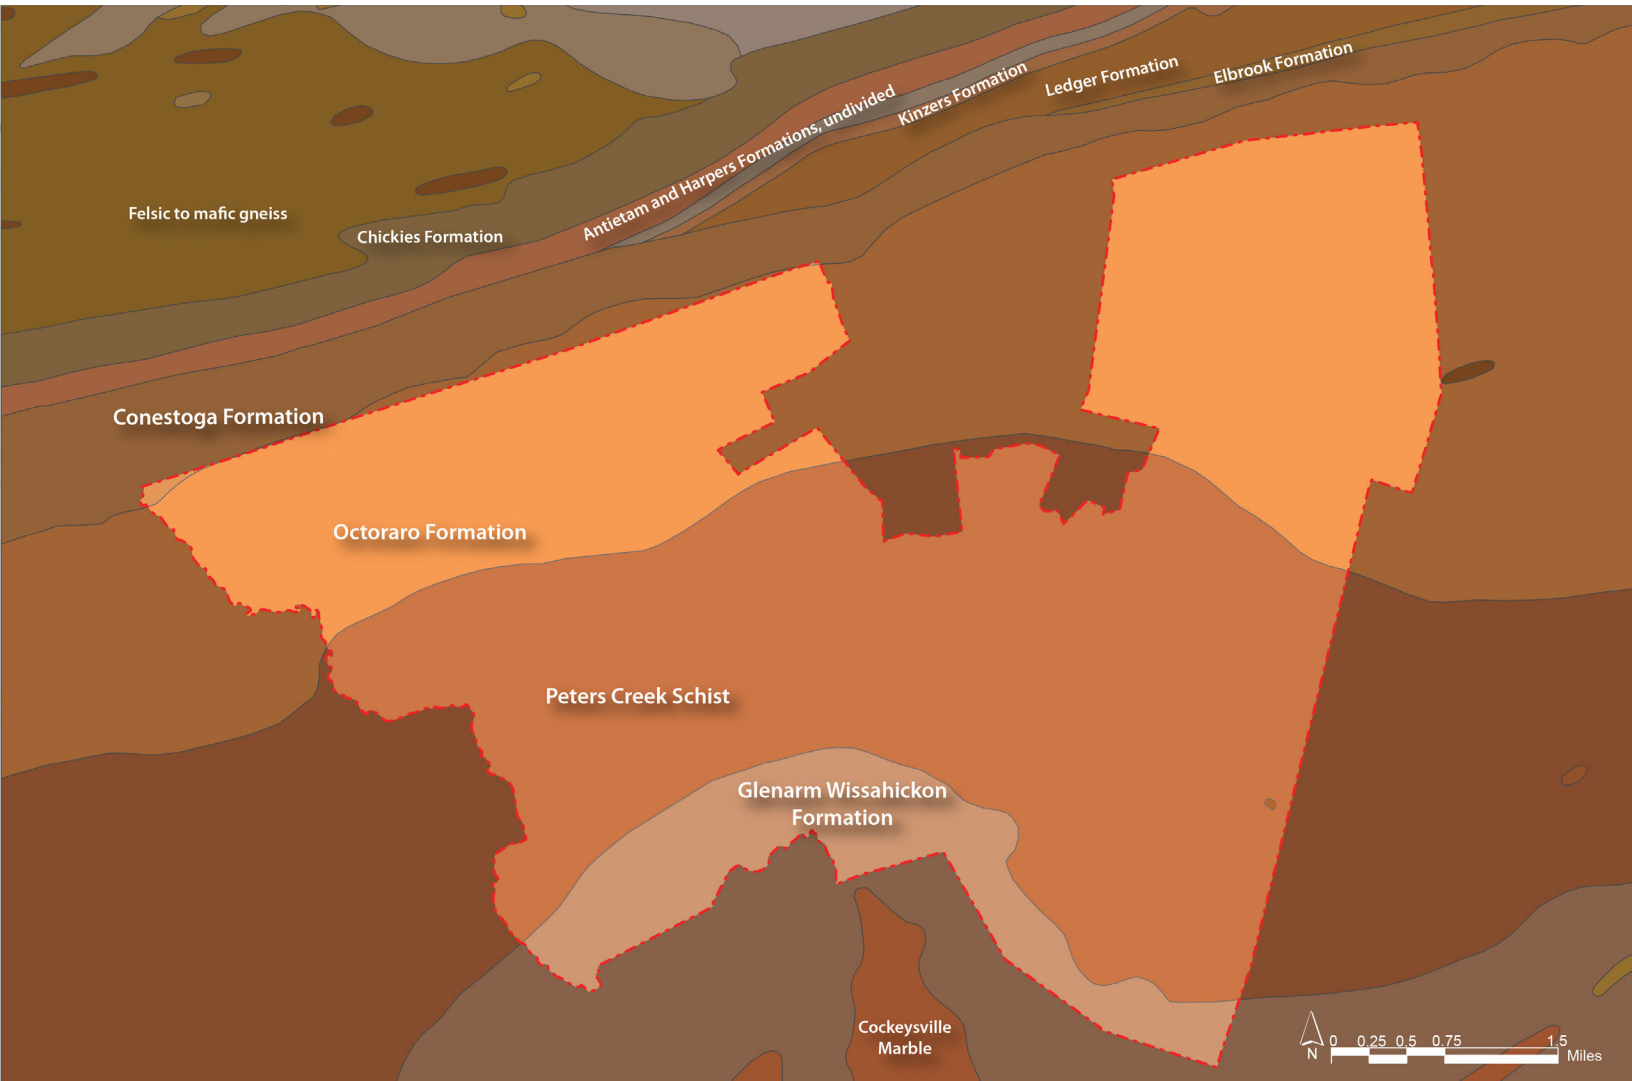 Elbrook Formation
Ledger Formation
Kinzers Formation
Antietam and Harpers Formations, undivided
Felsic to mafic gneiss
Chickies Formation
Conestoga Formation
Octoraro Formation
Peters Creek Schist
Glenarm Wissahickon
Formation
Cockeysville
Marble
N
0 0.25 0.5 0.75 1.5
Miles